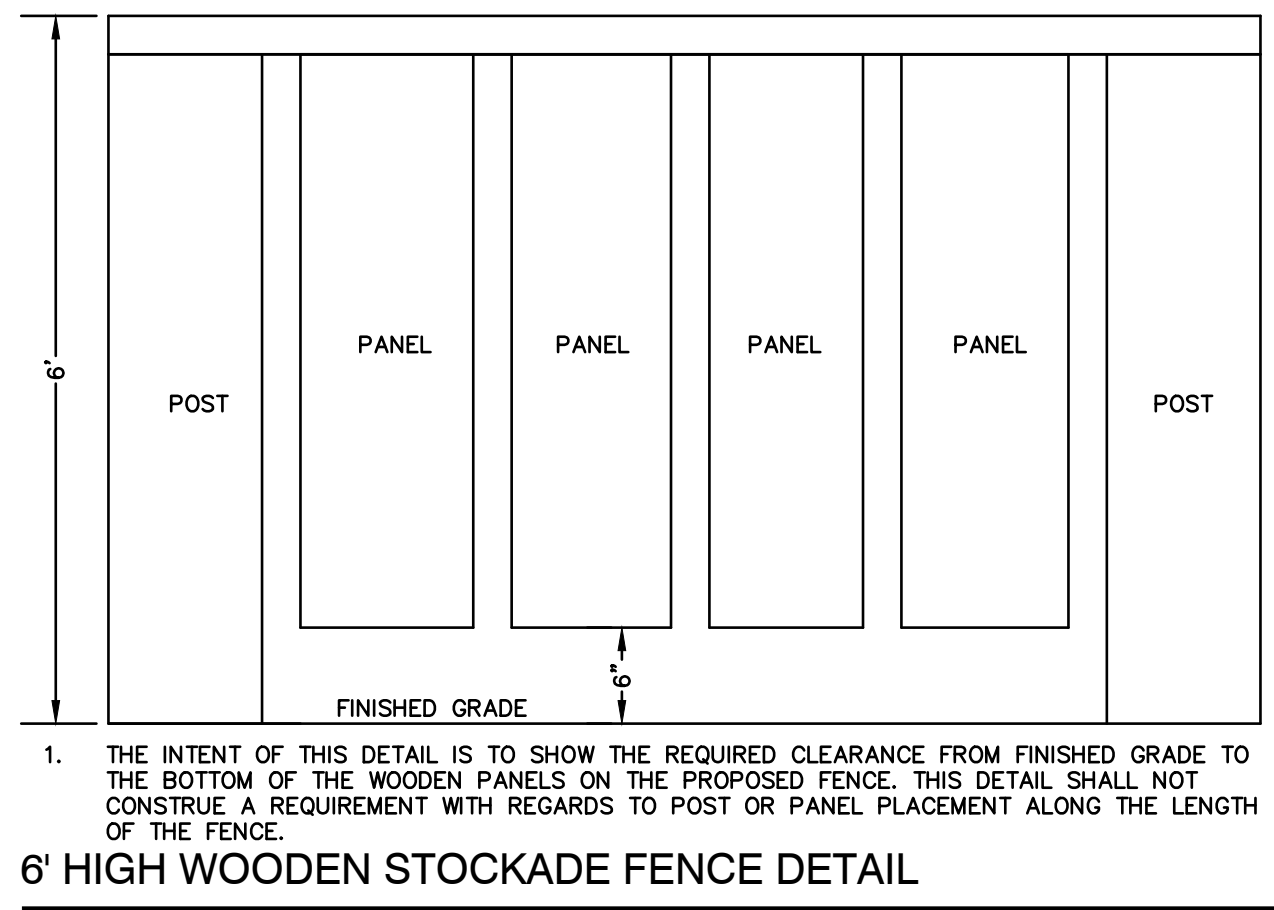 PANEL PANEL PANEL PANEL
6'
POST POST
6"
FINISHED GRADE
1. THE INTENT OF THIS DETAIL IS TO SHOW THE REQUIRED CLEARANCE FROM FINISHED GRADE TO
THE BOTTOM OF THE WOODEN PANELS ON THE PROPOSED FENCE. THIS DETAIL SHALL NOT
CONSTRUE A REQUIREMENT WITH REGARDS TO POST OR PANEL PLACEMENT ALONG THE LENGTH
OF THE FENCE.
6' HIGH WOODEN STOCKADE FENCE DETAIL